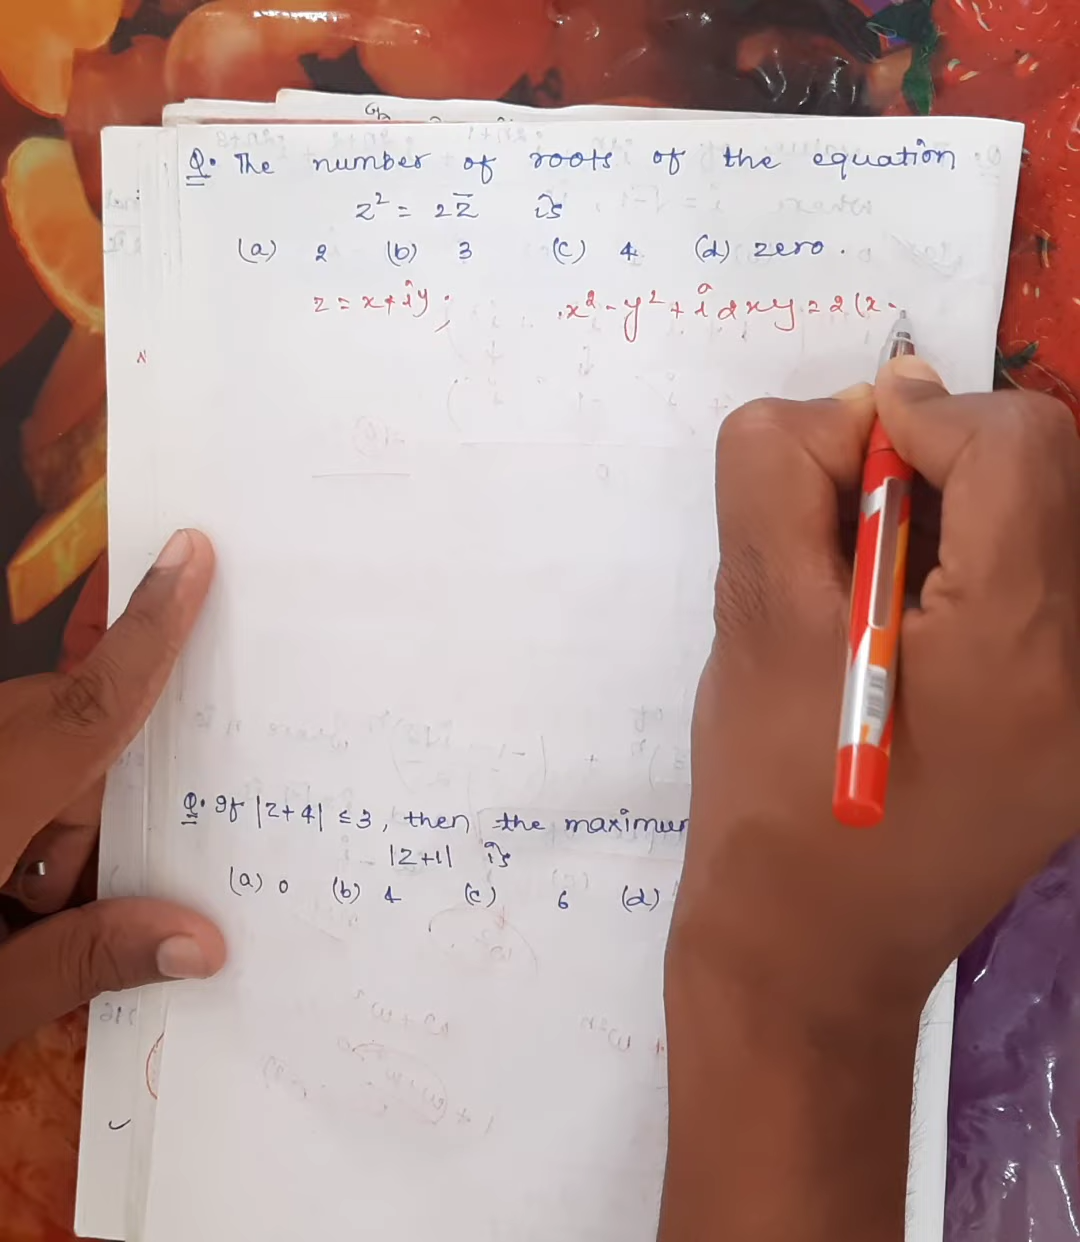 Q. The number of roots of the equation
z² = 2z̄ is
(a) 2 (b) 3 (c) 4 (d) zero.
z = x+iy; x² - y² + i2xy = 2(x -
Q. If |z+4| ≤ 3, then the
|z+1| is
(a) 0 (b) 4 (c) 6 (d)